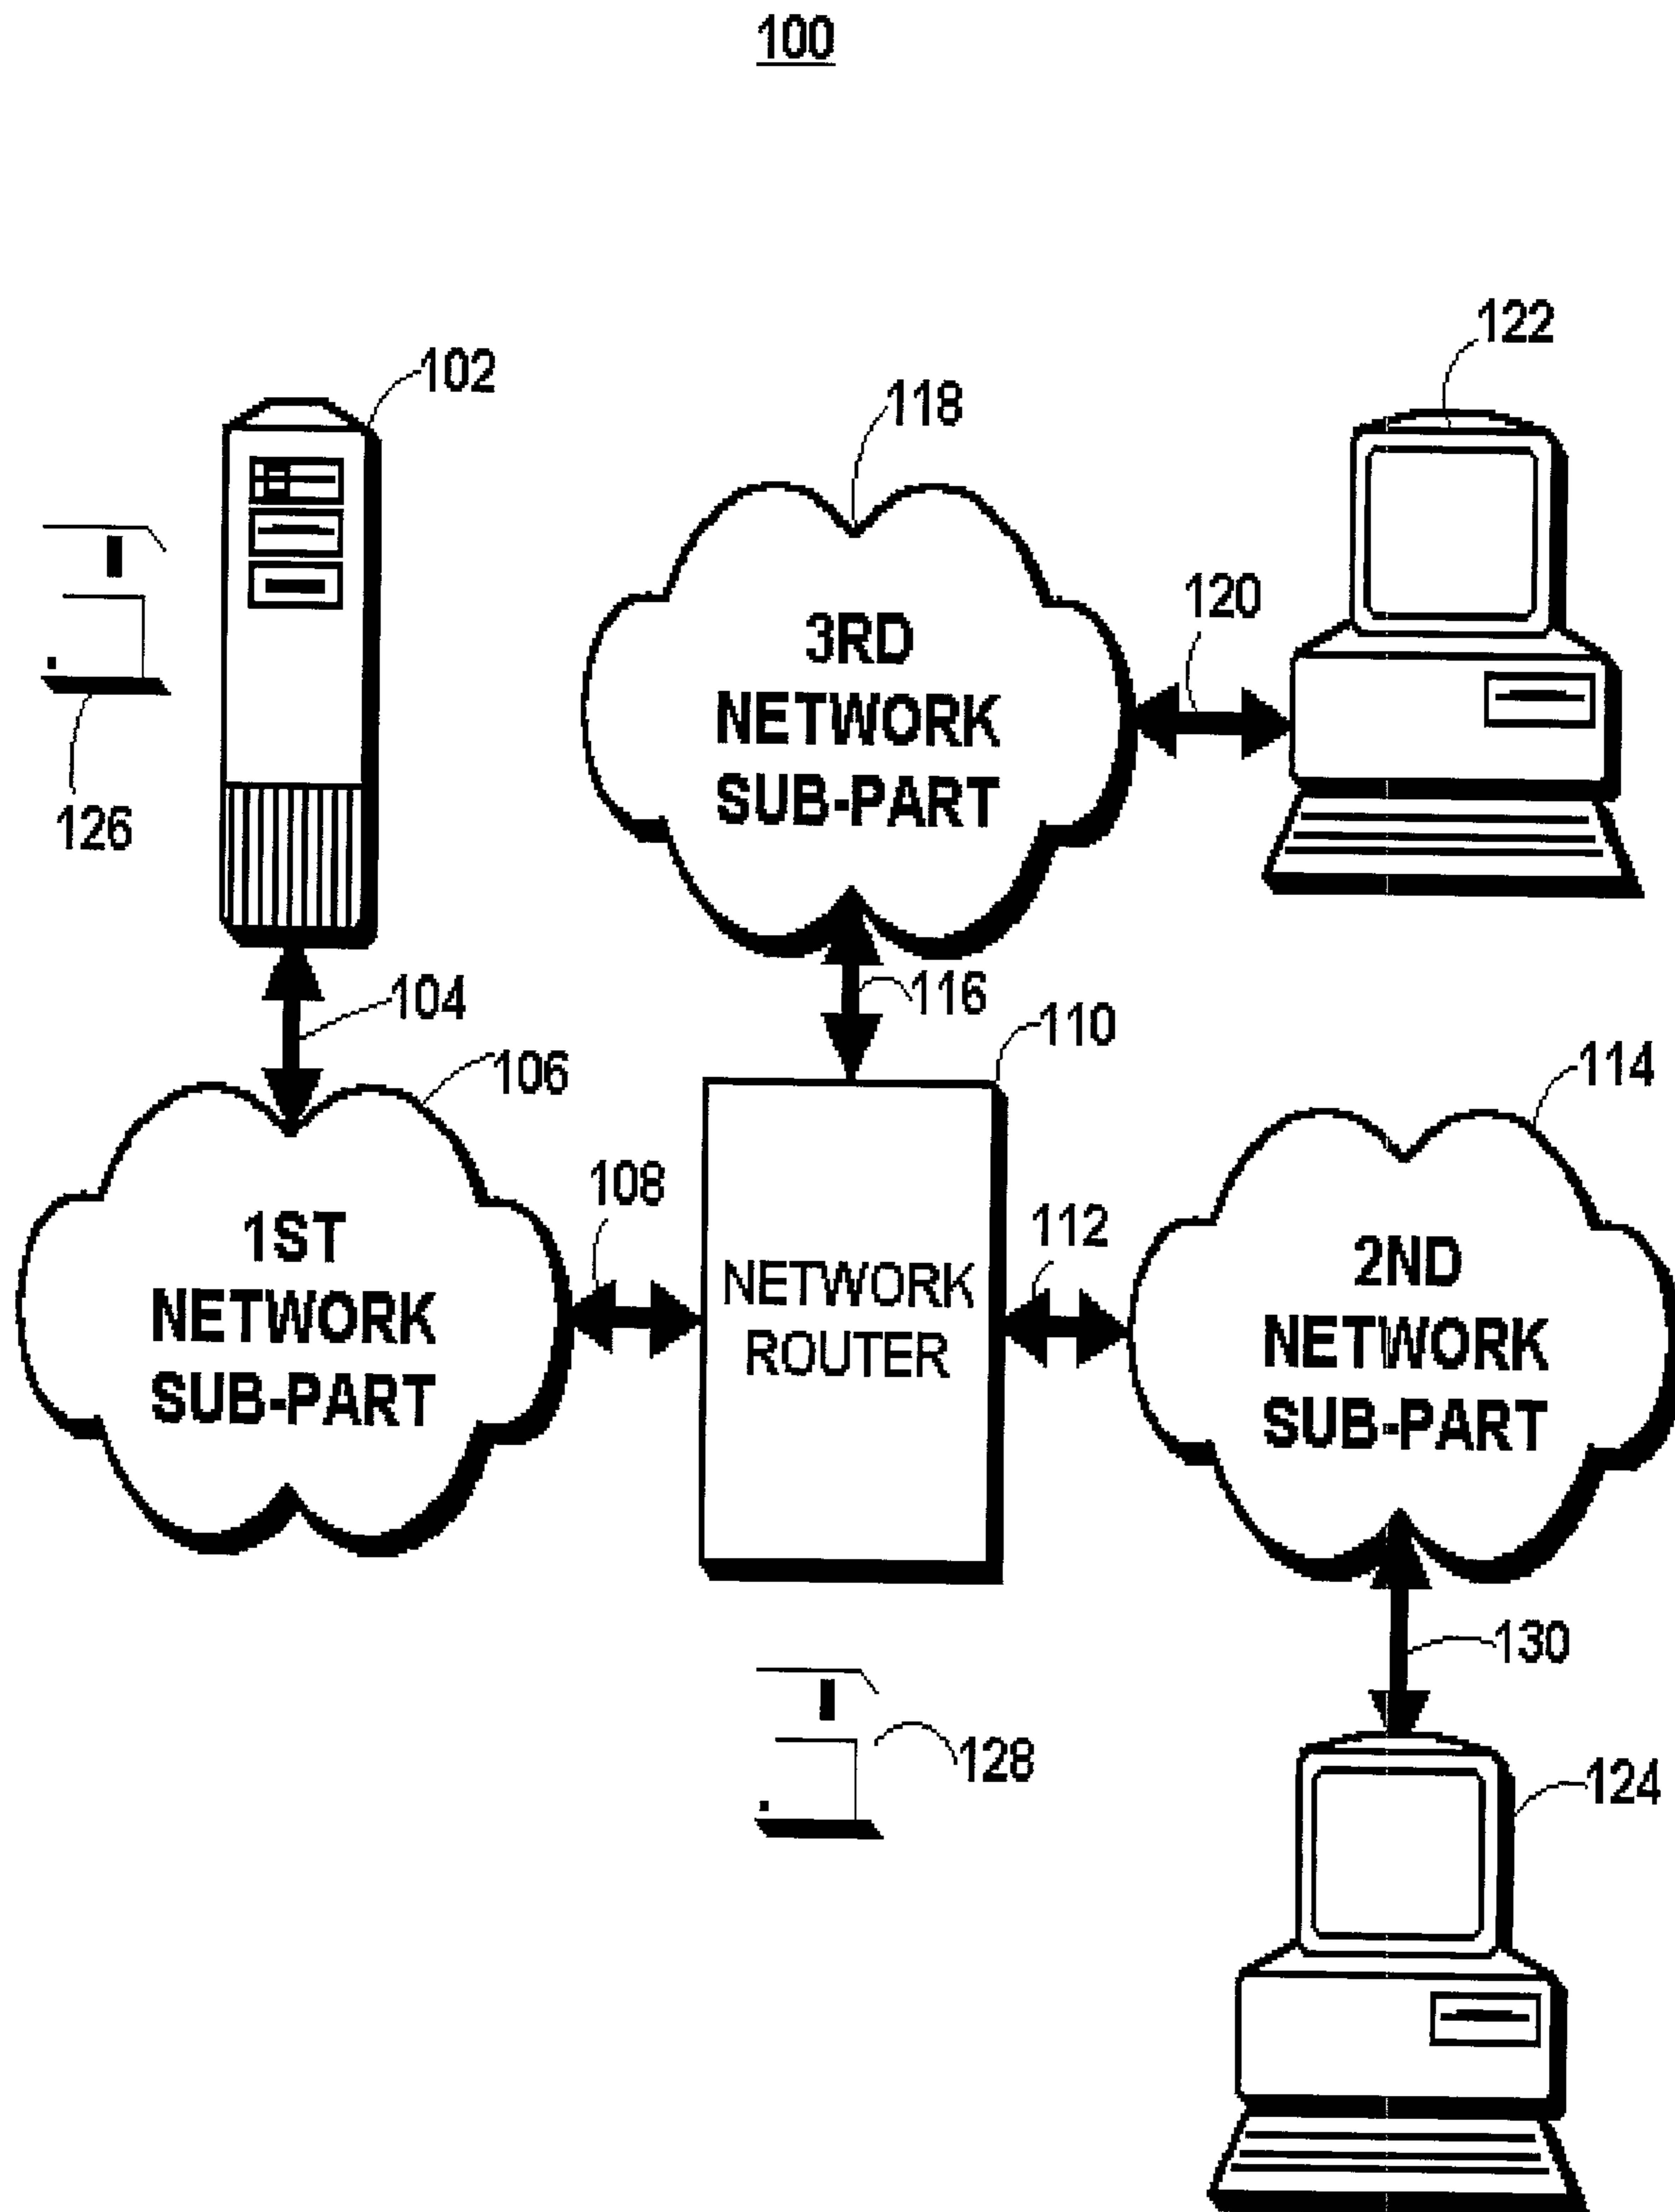 100
122
102
118
120
3RD
NETWORK
SUB-PART
126
104
116
110
106
114
108
112
1ST
NETWORK
SUB-PART
NETWORK
ROUTER
2ND
NETWORK
SUB-PART
130
128
124